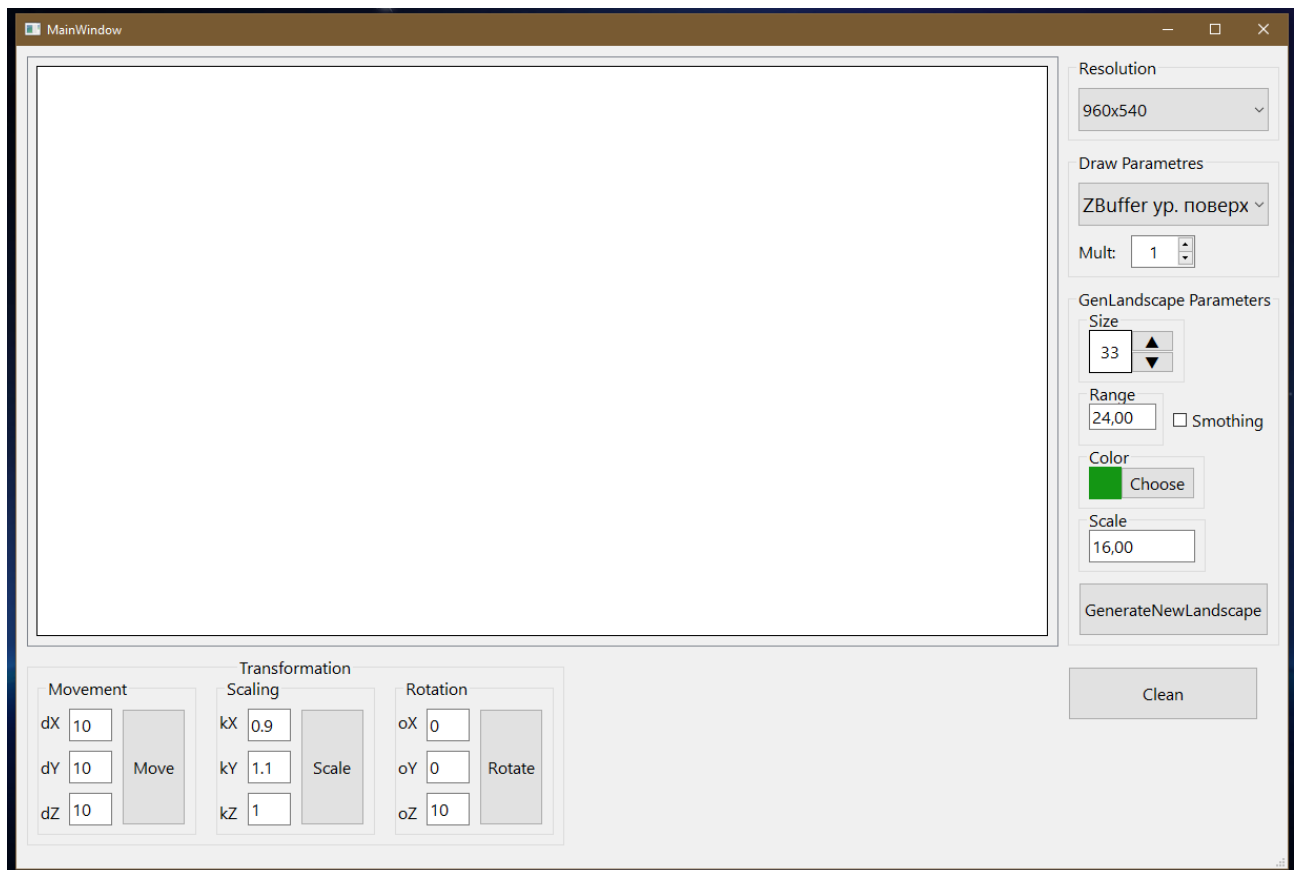 MainWindow
Resolution
960x540
Draw Parametres
ZBuffer ур. поверх
Mult: 1
GenLandscape Parameters
Size
33
Range
24,00
Smothing
Color
Choose
Scale
16,00
GenerateNewLandscape
Transformation
Movement
dX 10
dY 10
dZ 10
Move
Scaling
kX 0.9
kY 1.1
kZ 1
Scale
Rotation
oX 0
oY 0
oZ 10
Rotate
Clean